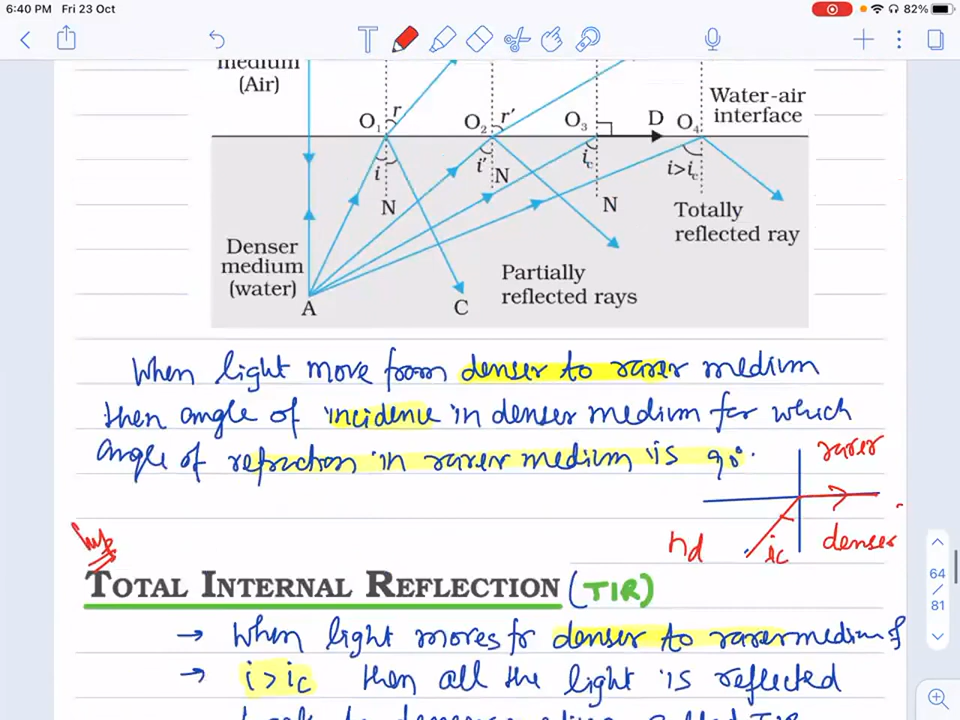 6:40 PM Fri 23 Oct
82%
medium
(Air)
Water-air
interface
O₁ r O₂ r' O₃ D O₄
i i' N i꜀ i>i꜀
N N
Totally
reflected ray
Denser
medium
(water)
Partially
reflected rays
A C
When light move from denser to rarer medium
then angle of incidence in denser medium for which
angle of refraction in rarer medium is 90°.
rarer
denser
nd ic
Imp
TOTAL INTERNAL REFLECTION (TIR)
→ When light moves fr denser to rarer medium of
→ i > ic then all the light is reflected
64
/
81